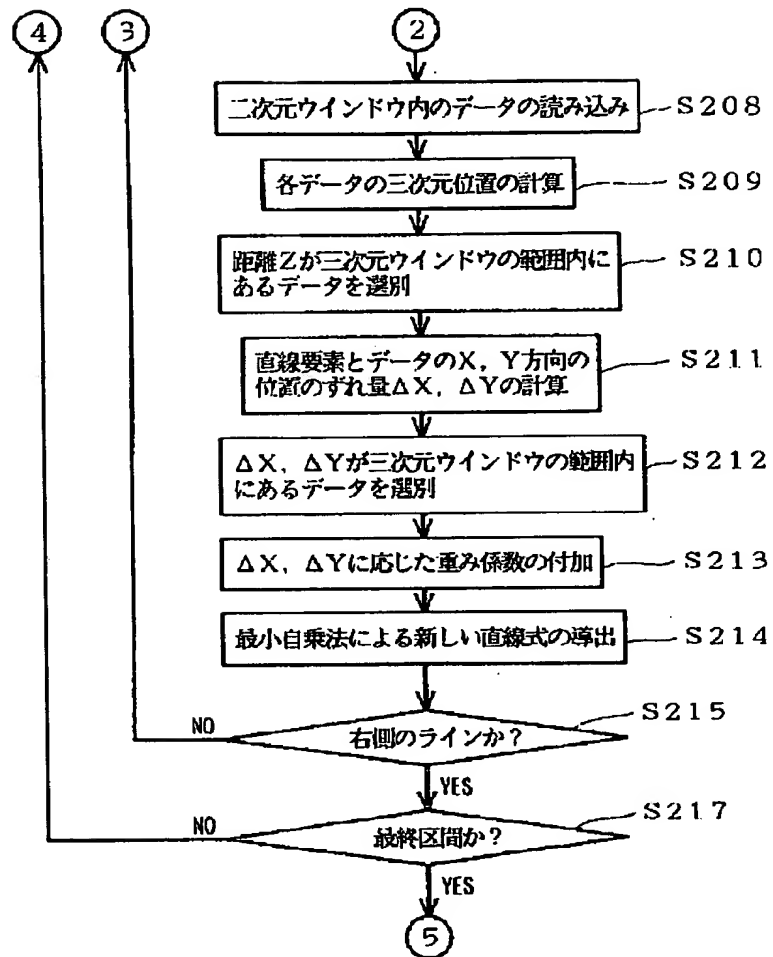 ④ ③ ②
二次元ウインドウ内のデータの読み込み S208
各データの三次元位置の計算 S209
距離Zが三次元ウインドウの範囲内に S210
あるデータを選別
直線要素とデータのX,Y方向の S211
位置のずれ量ΔX,ΔYの計算
ΔX,ΔYが三次元ウインドウの範囲内 S212
にあるデータを選別
ΔX,ΔYに応じた重み係数の付加 S213
最小自乗法による新しい直線式の導出 S214
S215
NO 右側のラインか?
YES
S217
NO 最終区間か?
YES
⑤